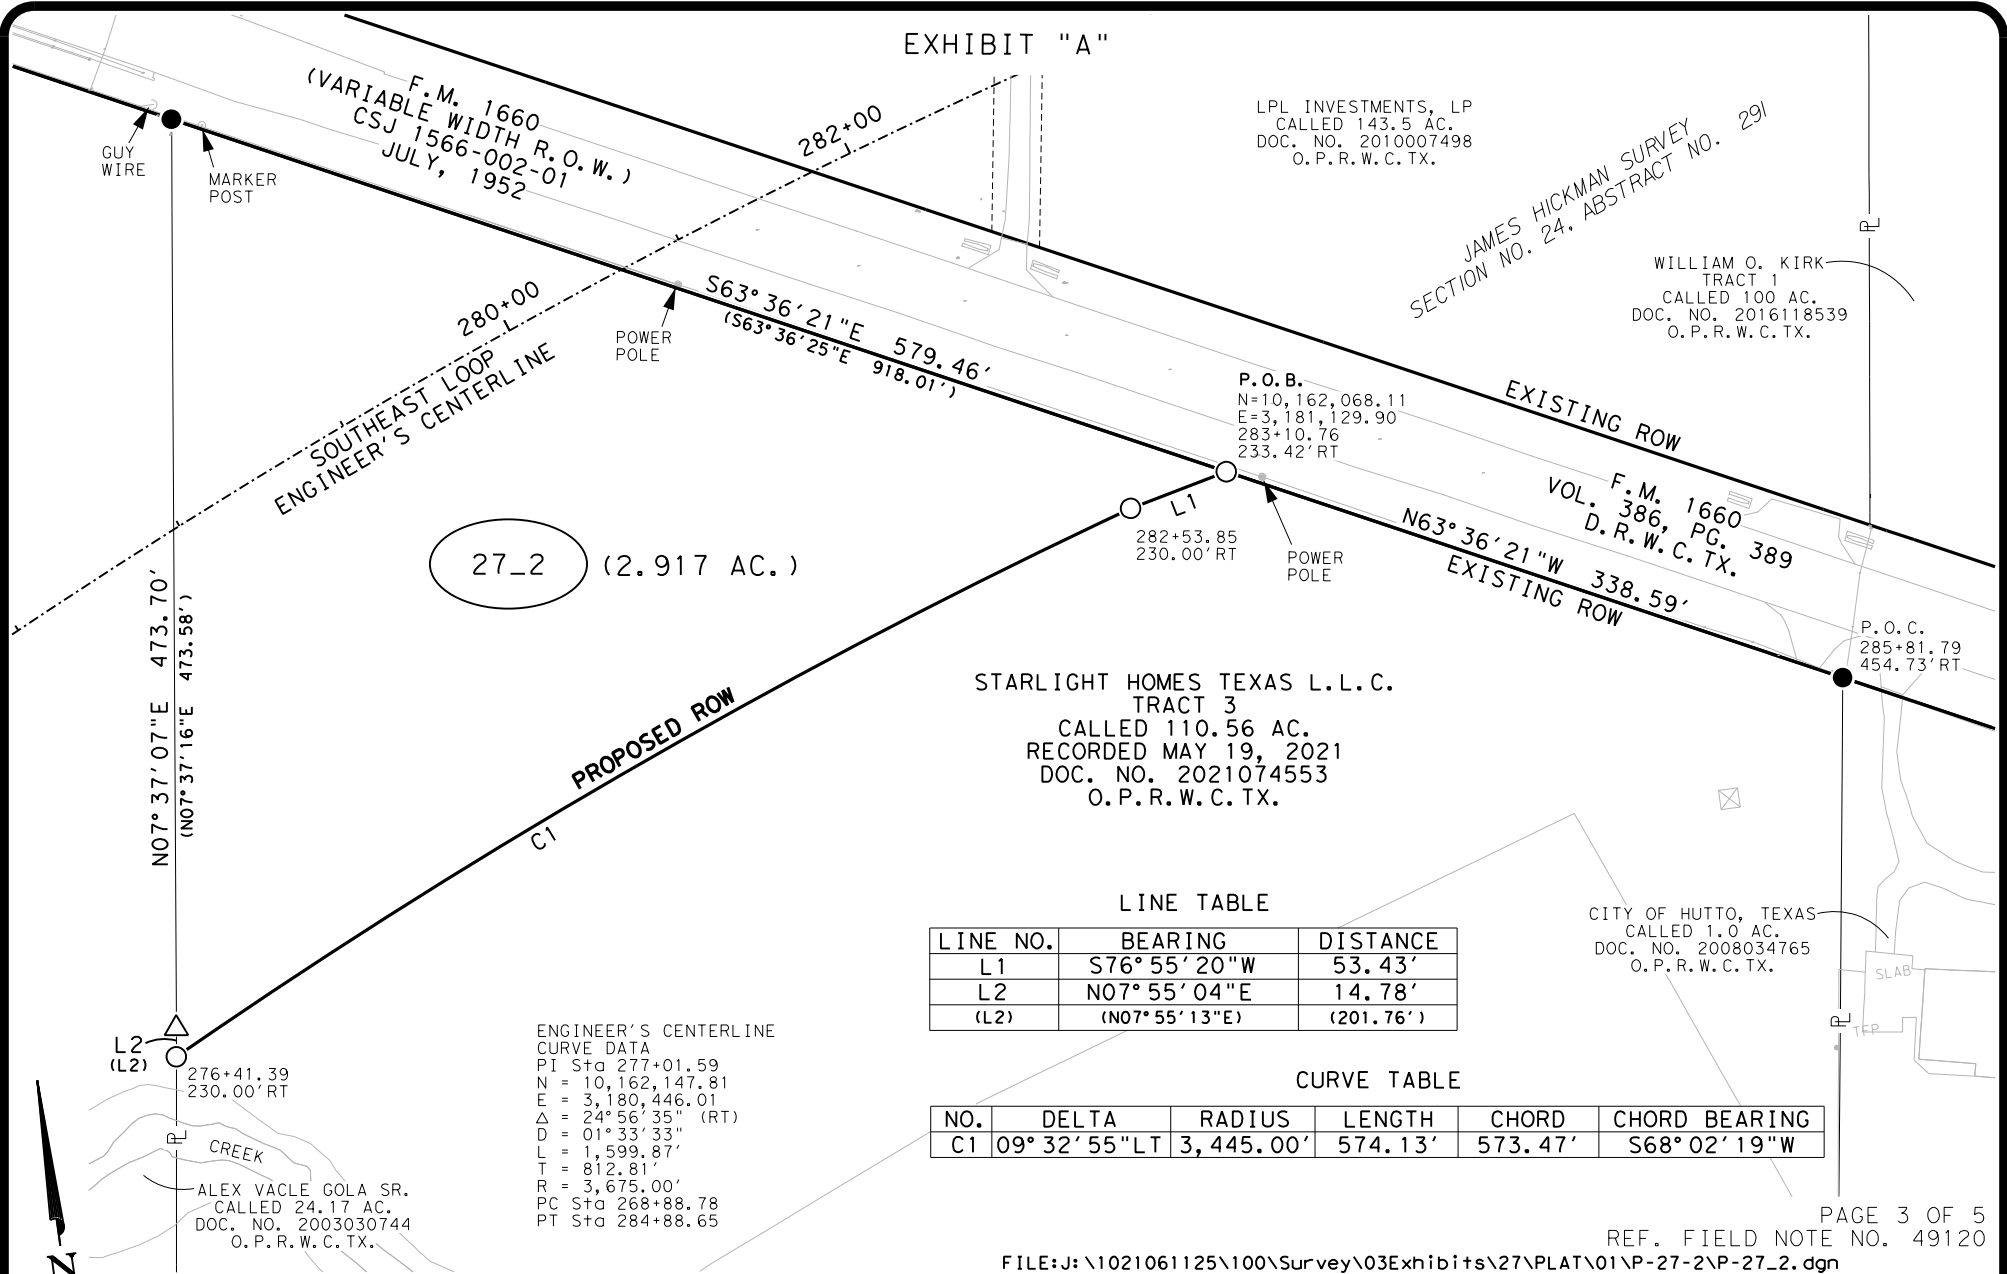 EXHIBIT "A"
F.M. 1660
(VARIABLE WIDTH R.O.W.)
CSJ 1566-002-01
JULY, 1952
GUY
WIRE
MARKER
POST
282+00
280+00
SOUTHEAST LOOP
ENGINEER'S CENTERLINE
LPL INVESTMENTS, LP
CALLED 143.5 AC.
DOC. NO. 2010007498
O.P.R.W.C.TX.
JAMES HICKMAN SURVEY
SECTION NO. 24, ABSTRACT NO. 291
WILLIAM O. KIRK
TRACT 1
CALLED 100 AC.
DOC. NO. 2016118539
O.P.R.W.C.TX.
POWER
POLE
S63°36'21"E 579.46'
(S63°36'25"E 918.01')
P.O.B.
N=10,162,068.11
E=3,181,129.90
283+10.76
233.42'RT
EXISTING ROW
F.M. 1660
VOL. 386, PG. 389
D.R.W.C.TX.
N63°36'21"W 338.59'
EXISTING ROW
L1
282+53.85
230.00'RT
POWER
POLE
P.O.C.
285+81.79
454.73'RT
27_2 (2.917 AC.)
N07°37'07"E 473.70'
(N07°37'16"E 473.58')
PROPOSED ROW
C1
STARLIGHT HOMES TEXAS L.L.C.
TRACT 3
CALLED 110.56 AC.
RECORDED MAY 19, 2021
DOC. NO. 2021074553
O.P.R.W.C.TX.
LINE TABLE
LINE NO. BEARING DISTANCE
L1 S76°55'20"W 53.43'
L2 N07°55'04"E 14.78'
(L2) (N07°55'13"E) (201.76')
CITY OF HUTTO, TEXAS
CALLED 1.0 AC.
DOC. NO. 2008034765
O.P.R.W.C.TX.
SLAB
TFP
L2
(L2)
276+41.39
230.00'RT
CREEK
ALEX VACLE GOLA SR.
CALLED 24.17 AC.
DOC. NO. 2003030744
O.P.R.W.C.TX.
ENGINEER'S CENTERLINE
CURVE DATA
PI Sta 277+01.59
N = 10,162,147.81
E = 3,180,446.01
Δ = 24°56'35" (RT)
D = 01°33'33"
L = 1,599.87'
T = 812.81'
R = 3,675.00'
PC Sta 268+88.78
PT Sta 284+88.65
CURVE TABLE
NO. DELTA RADIUS LENGTH CHORD CHORD BEARING
C1 09°32'55"LT 3,445.00' 574.13' 573.47' S68°02'19"W
N
PAGE 3 OF 5
REF. FIELD NOTE NO. 49120
FILE:J:\1021061125\100\Survey\03Exhibits\27\PLAT\01\P-27-2\P-27_2.dgn